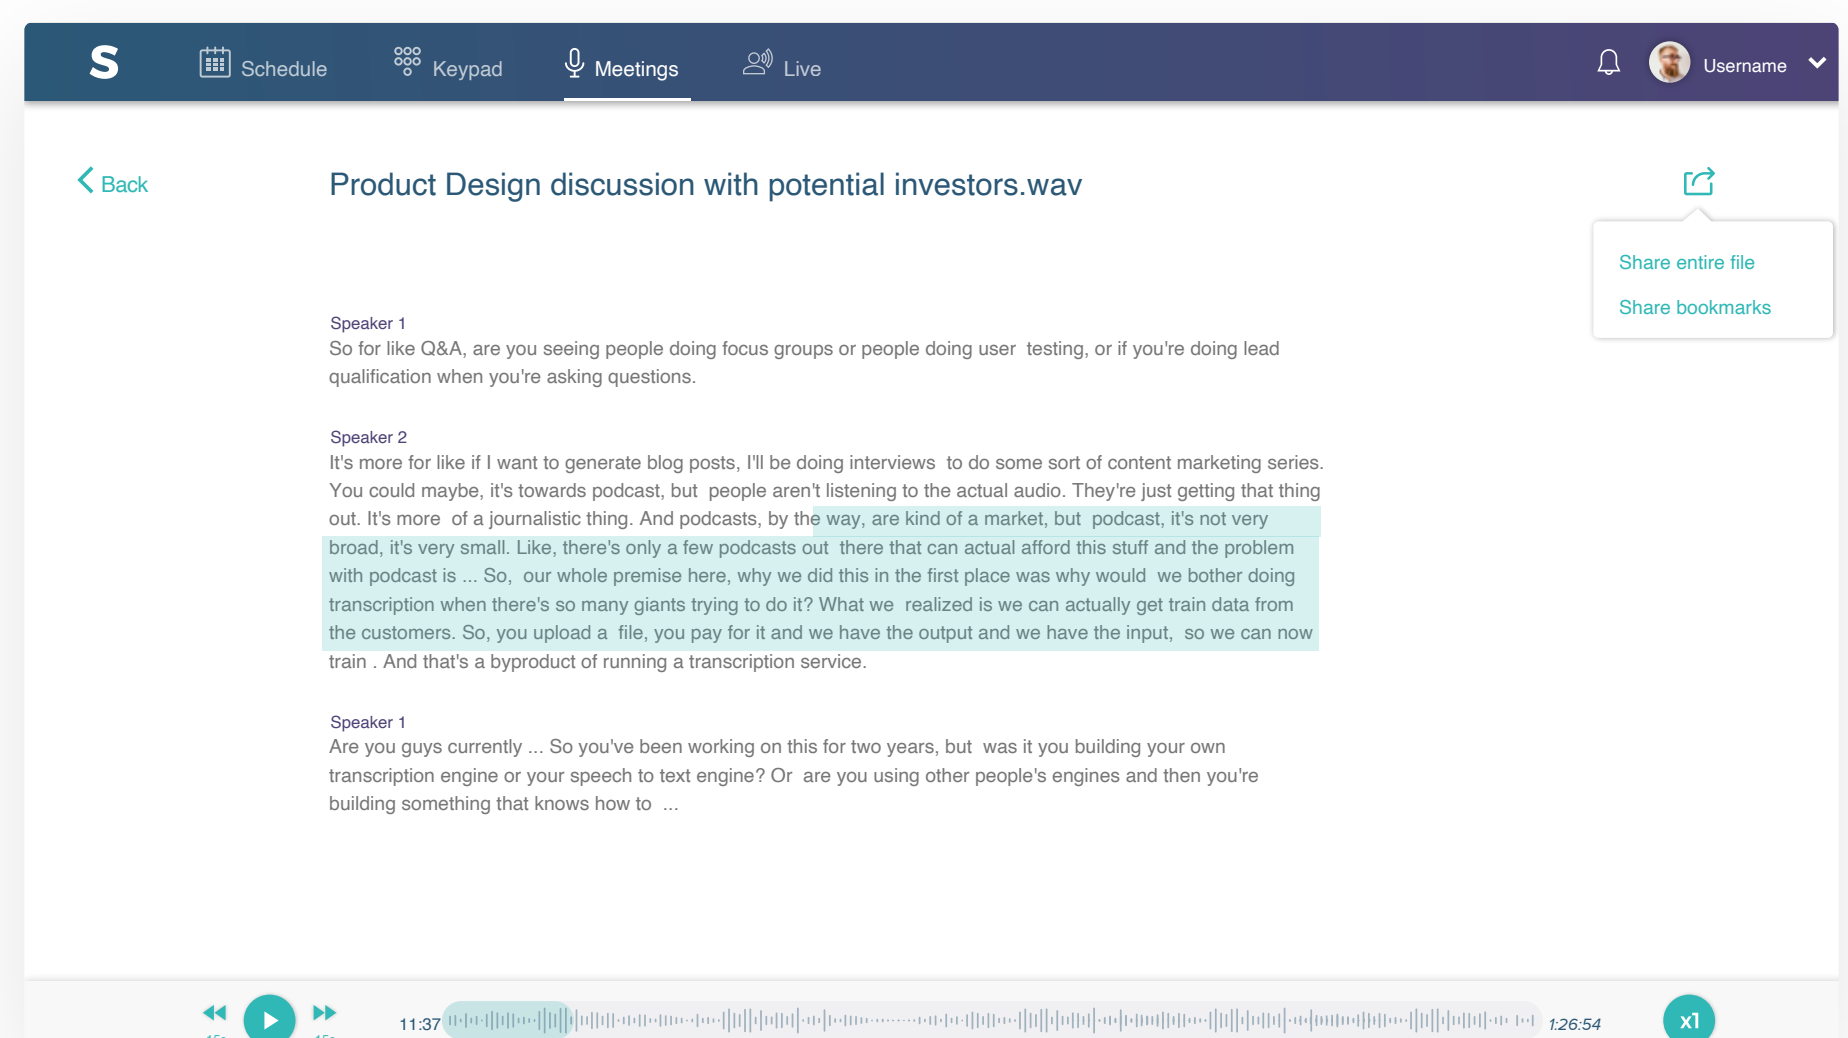 S Schedule Keypad Meetings Live Username
Back
Product Design discussion with potential investors.wav
Share entire file
Share bookmarks
Speaker 1
So for like Q&A, are you seeing people doing focus groups or people doing user testing, or if you're doing lead
qualification when you're asking questions.
Speaker 2
It's more for like if I want to generate blog posts, I'll be doing interviews to do some sort of content marketing series.
You could maybe, it's towards podcast, but people aren't listening to the actual audio. They're just getting that thing
out. It's more of a journalistic thing. And podcasts, by the way, are kind of a market, but podcast, it's not very
broad, it's very small. Like, there's only a few podcasts out there that can actual afford this stuff and the problem
with podcast is ... So, our whole premise here, why we did this in the first place was why would we bother doing
transcription when there's so many giants trying to do it? What we realized is we can actually get train data from
the customers. So, you upload a file, you pay for it and we have the output and we have the input, so we can now
train . And that's a byproduct of running a transcription service.
Speaker 1
Are you guys currently ... So you've been working on this for two years, but was it you building your own
transcription engine or your speech to text engine? Or are you using other people's engines and then you're
building something that knows how to ...
11:37 1:26:54 x1